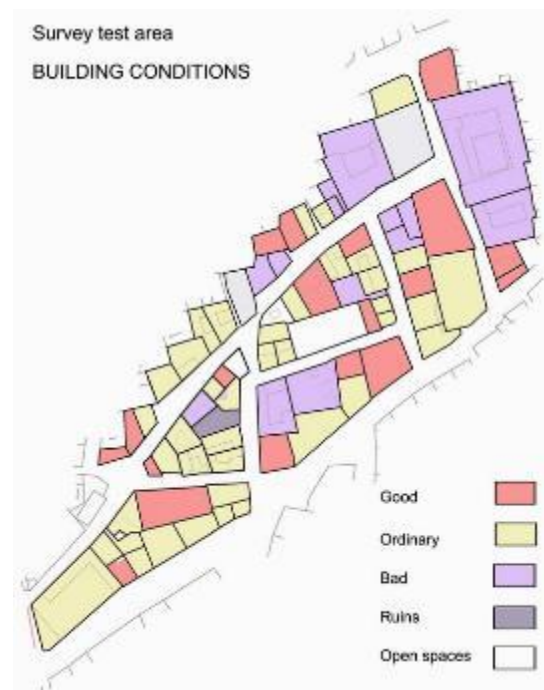 Survey test area
BUILDING CONDITIONS
Good
Ordinary
Bad
Ruins
Open spaces